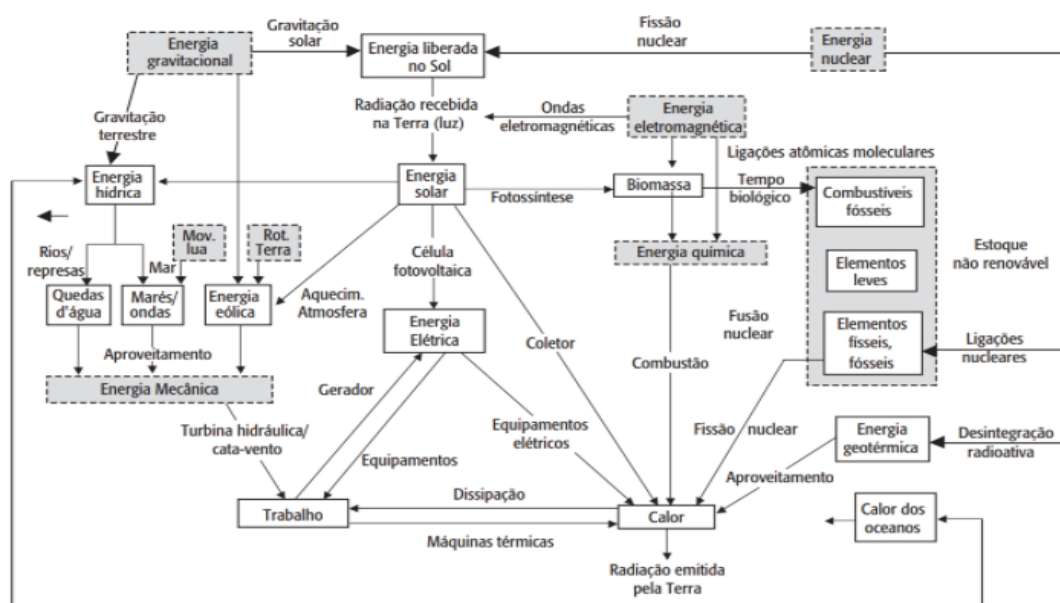 Gravitação
solar
Fissão
nuclear
Energia
gravitacional
Energia liberada
no Sol
Energia
nuclear
Radiação recebida
na Terra (luz)
Ondas
eletromagnéticas
Energia
eletromagnética
Gravitação
terrestre
Ligações atômicas moleculares
Energia
hídrica
Energia
solar
Fotossíntese
Biomassa
Tempo
biológico
Combustíveis
fósseis
Rios/
represas
Mar
Mov.
lua
Rot.
Terra
Célula
fotovoltaica
Energia química
Estoque
não renovável
Elementos
leves
Quedas
d'água
Marés/
ondas
Energia
eólica
Aquecim.
Atmosfera
Energia
Elétrica
Coletor
Combustão
Fusão
nuclear
Elementos
físseis,
fósseis
Ligações
nucleares
Aproveitamento
Energia Mecânica
Gerador
Turbina hidráulica/
cata-vento
Equipamentos
Equipamentos
elétricos
Fissão nuclear
Energia
geotérmica
Desintegração
radioativa
Aproveitamento
Dissipação
Trabalho
Calor
Calor dos
oceanos
Máquinas térmicas
Radiação emitida
pela Terra